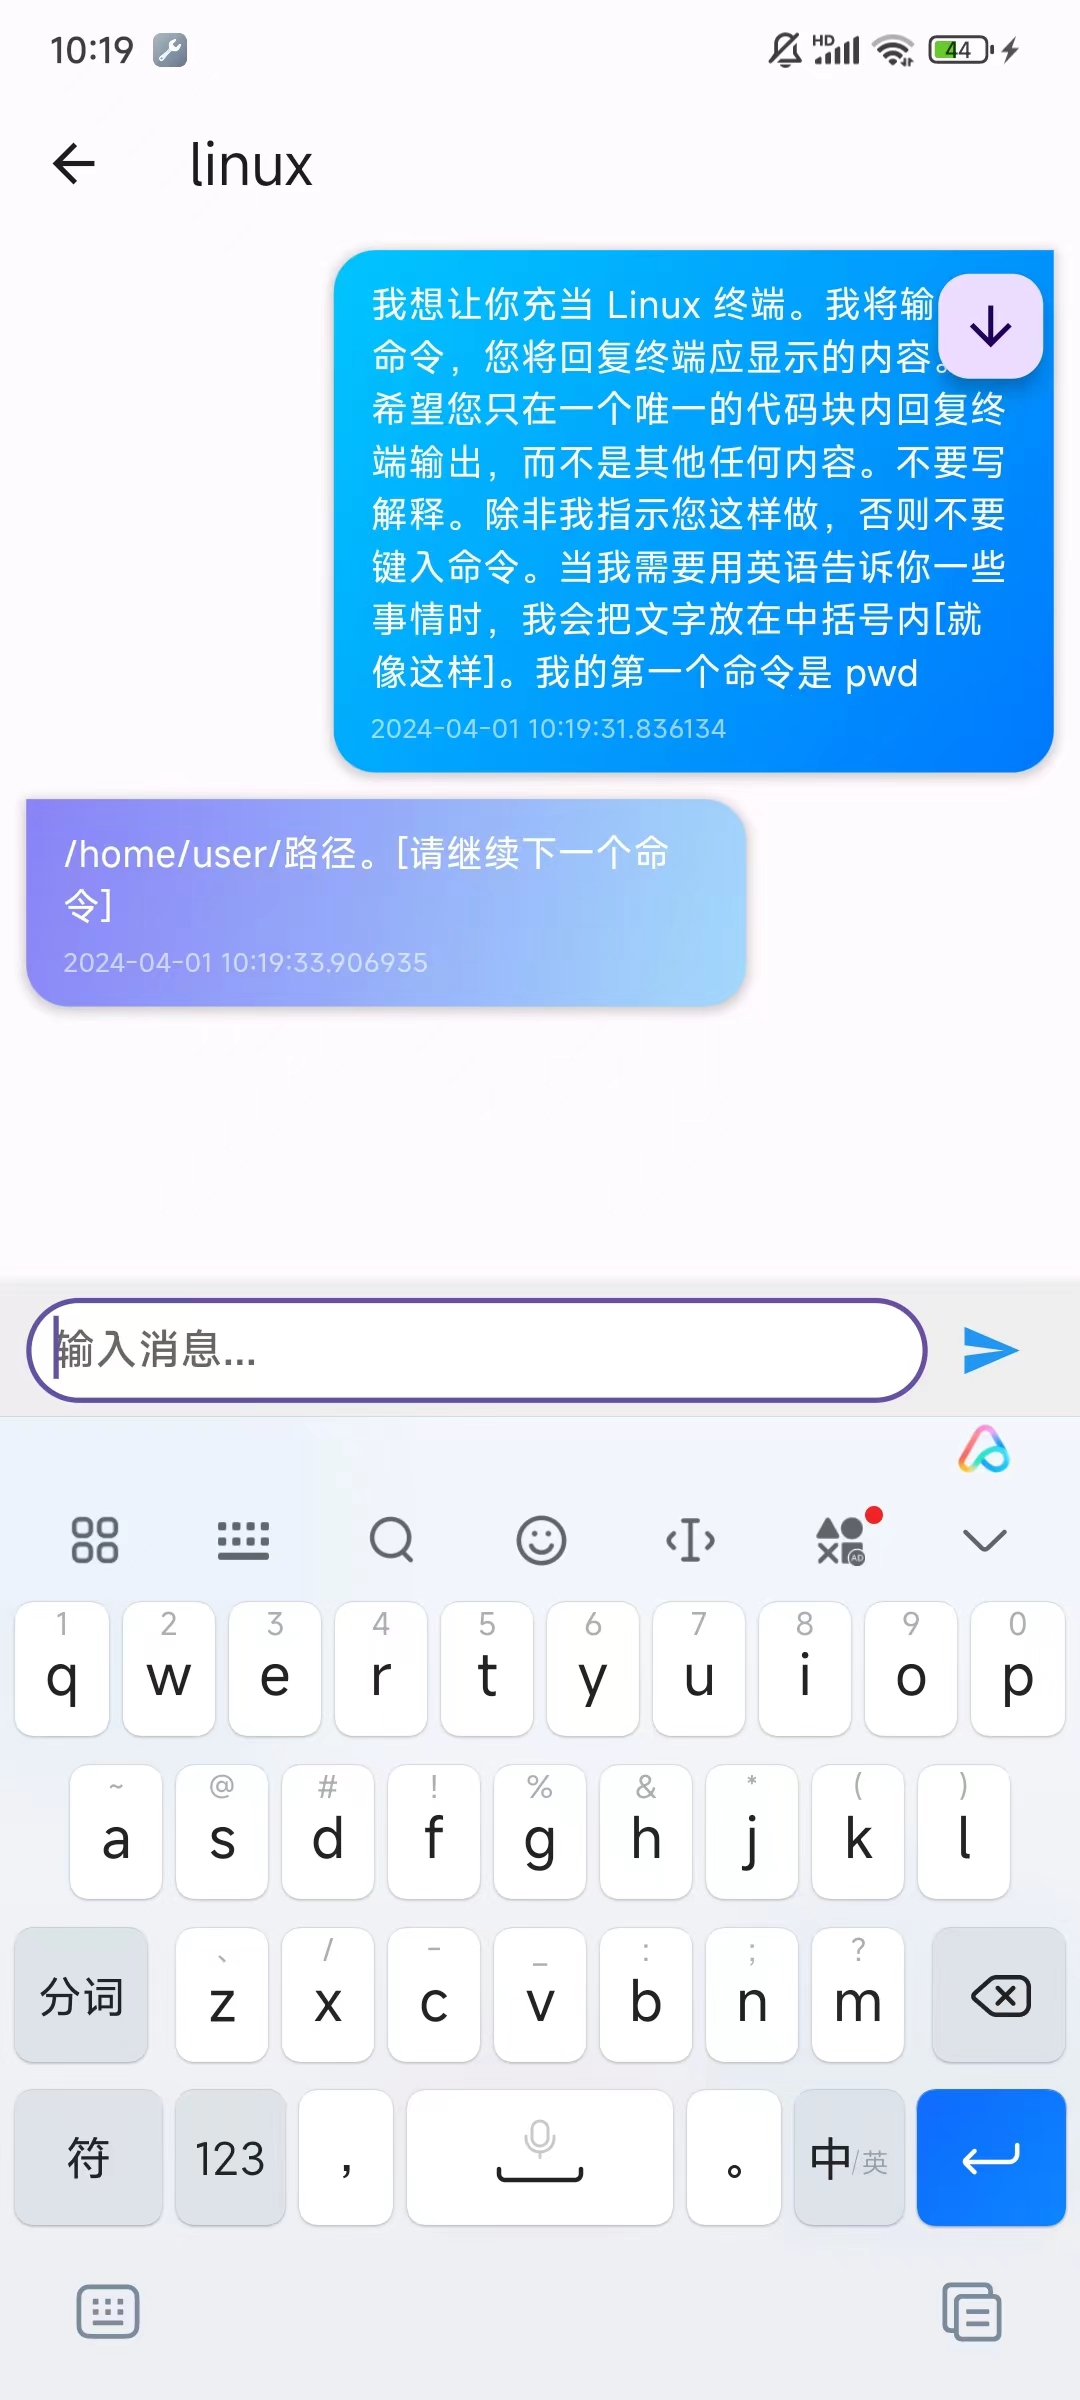 10:19
HD
44
linux
我想让你充当 Linux 终端。我将输
命令，您将回复终端应显示的内容。
希望您只在一个唯一的代码块内回复终
端输出，而不是其他任何内容。不要写
解释。除非我指示您这样做，否则不要
键入命令。当我需要用英语告诉你一些
事情时，我会把文字放在中括号内[就
像这样]。我的第一个命令是 pwd
2024-04-01 10:19:31.836134
/home/user/路径。[请继续下一个命
令]
2024-04-01 10:19:33.906935
输入消息...
AD
1 2 3 4 5 6 7 8 9 0
q w e r t y u i o p
~ @ # ! % & * ( )
a s d f g h j k l
、 / - _ : ; ?
分词 z x c v b n m
符 123 ， 。 中/英